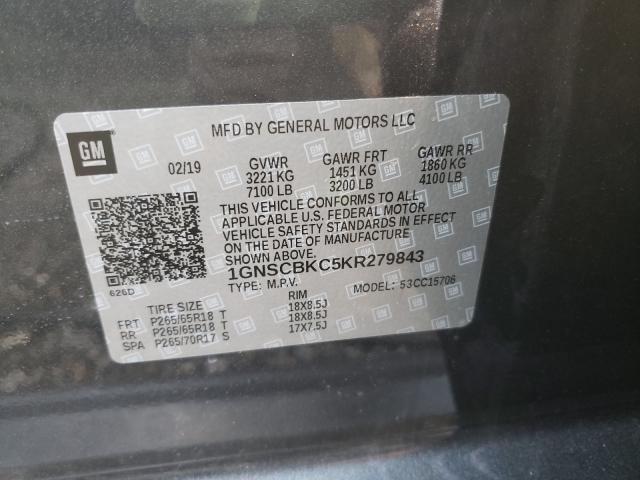 MFD BY GENERAL MOTORS LLC
GM
02/19 GVWR GAWR FRT GAWR RR
3221 KG 1451 KG 1860 KG
7100 LB 3200 LB 4100 LB
THIS VEHICLE CONFORMS TO ALL
APPLICABLE U.S. FEDERAL MOTOR
VEHICLE SAFETY STANDARDS IN EFFECT
ON THE DATE OF MANUFACTURE
SHOWN ABOVE.
1GNSCBKC5KR279843
626D
TYPE: M.P.V. MODEL: 53CC15706
TIRE SIZE RIM
FRT P265/65R18 T 18X8.5J
RR P265/65R18 T 18X8.5J
SPA P265/70R17 S 17X7.5J